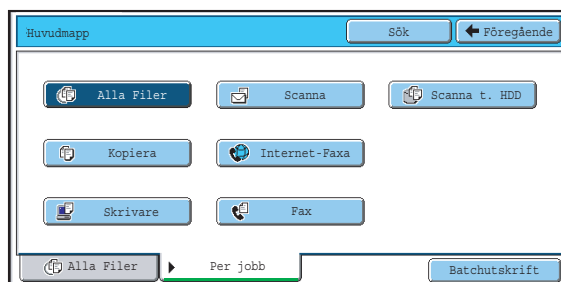 Huvudmapp
Sök
Föregående
Alla Filer
Scanna
Scanna t. HDD
Kopiera
Internet-Faxa
Skrivare
Fax
Alla Filer
Per jobb
Batchutskrift